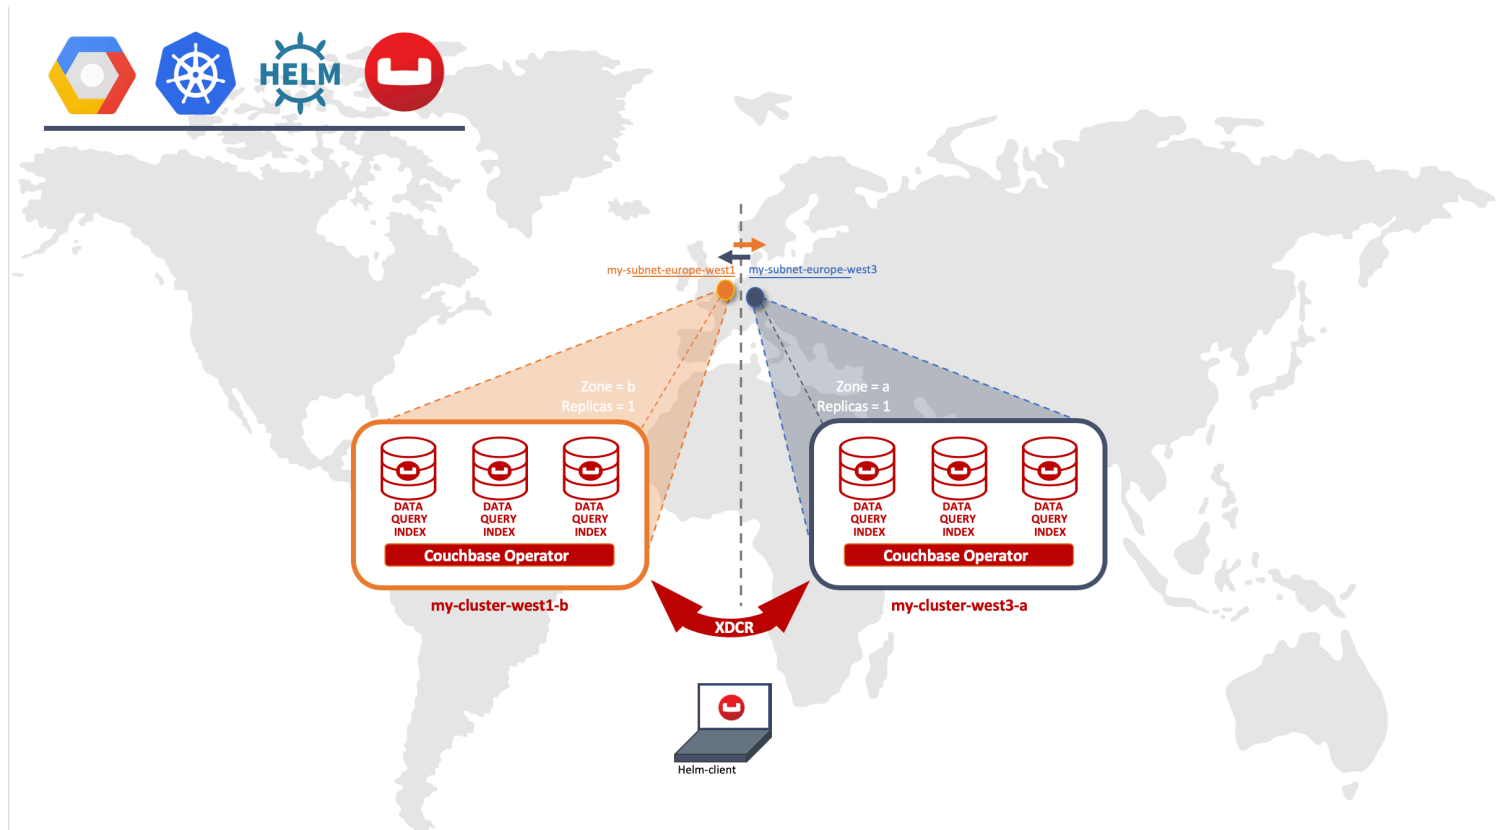 HELM
my-subnet-europe-west1
my-subnet-europe-west3
Zone = b
Replicas = 1
Zone = a
Replicas = 1
DATA
QUERY
INDEX
DATA
QUERY
INDEX
DATA
QUERY
INDEX
Couchbase Operator
my-cluster-west1-b
DATA
QUERY
INDEX
DATA
QUERY
INDEX
DATA
QUERY
INDEX
Couchbase Operator
my-cluster-west3-a
XDCR
Helm-client